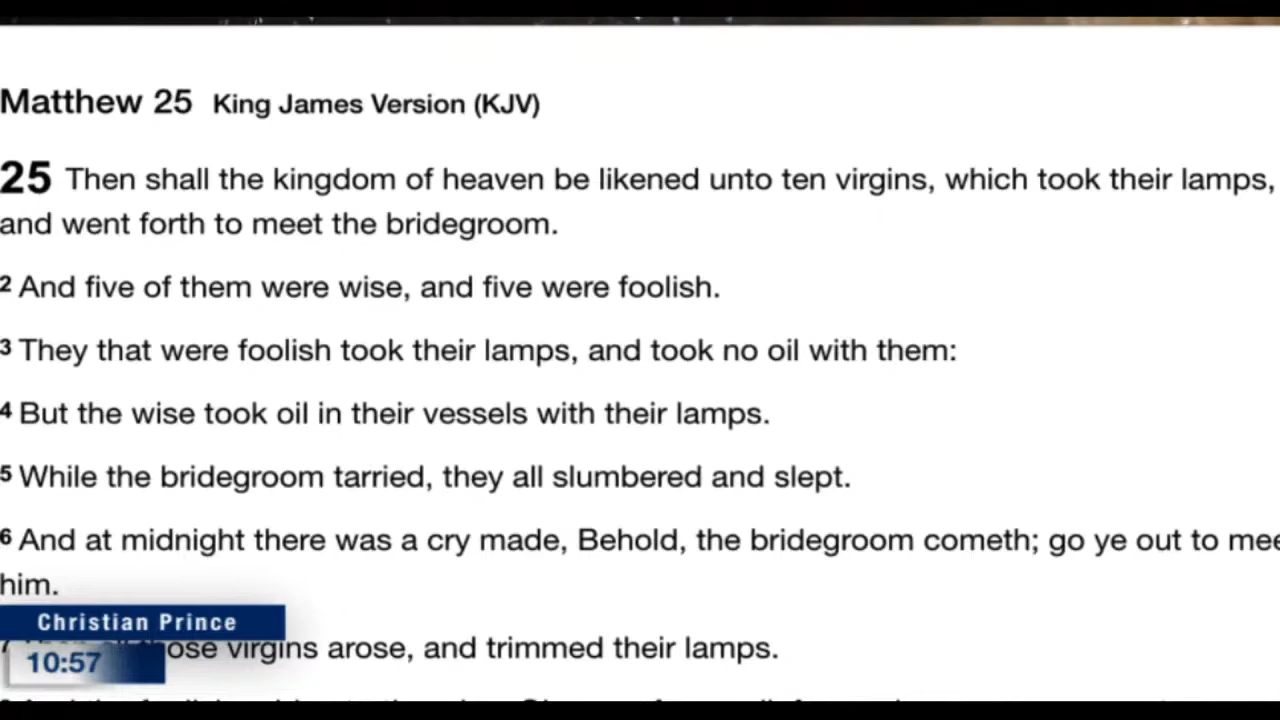 Matthew 25 King James Version (KJV)
25 Then shall the kingdom of heaven be likened unto ten virgins, which took their lamps,
and went forth to meet the bridegroom.
2 And five of them were wise, and five were foolish.
3 They that were foolish took their lamps, and took no oil with them:
4 But the wise took oil in their vessels with their lamps.
5 While the bridegroom tarried, they all slumbered and slept.
6 And at midnight there was a cry made, Behold, the bridegroom cometh; go ye out to mee
him.
Christian Prince
virgins arose, and trimmed their lamps.
10:57